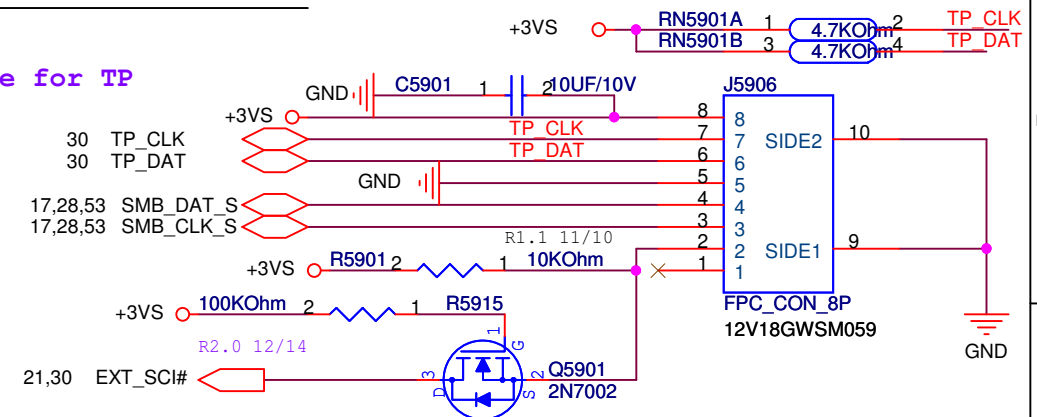 +3VS RN5901A 1 4.7KOhm 2 TP_CLK
RN5901B 3 4.7KOhm 4 TP_DAT
e for TP
GND C5901 1 2 10UF/10V J5906
+3VS 8 8
30 TP_CLK TP_CLK 7 7 SIDE2 10
30 TP_DAT TP_DAT 6 6
GND 5 5
17,28,53 SMB_DAT_S 4 4
17,28,53 SMB_CLK_S 3 3
R1.1 11/10 2 2 SIDE1 9
+3VS R5901 2 1 10KOhm 1 1
FPC_CON_8P
+3VS 100KOhm 2 1 R5915 12V18GWSM059
R2.0 12/14 1 G GND
21,30 EXT_SCI# 3 D S 2 Q5901
2N7002